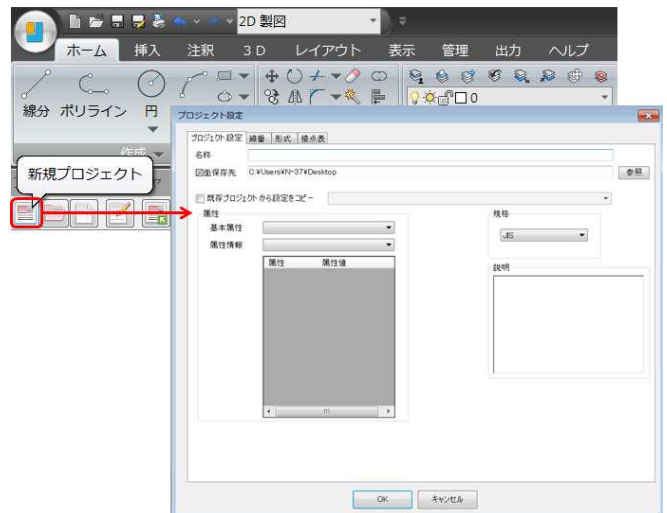 2D 製図
ホーム 挿入 注釈 3D レイアウト 表示 管理 出力 ヘルプ
線分 ポリライン 円
0
作成
プロジェクト設定
新規プロジェクト
プロジェクト設定 線番 形式 接点表
名称
図面保存先 C:¥Users¥N-37¥Desktop 参照
既存プロジェクトから設定をコピー
属性 規格
基本属性 JIS
属性情報
属性 属性値 説明
OK キャンセル